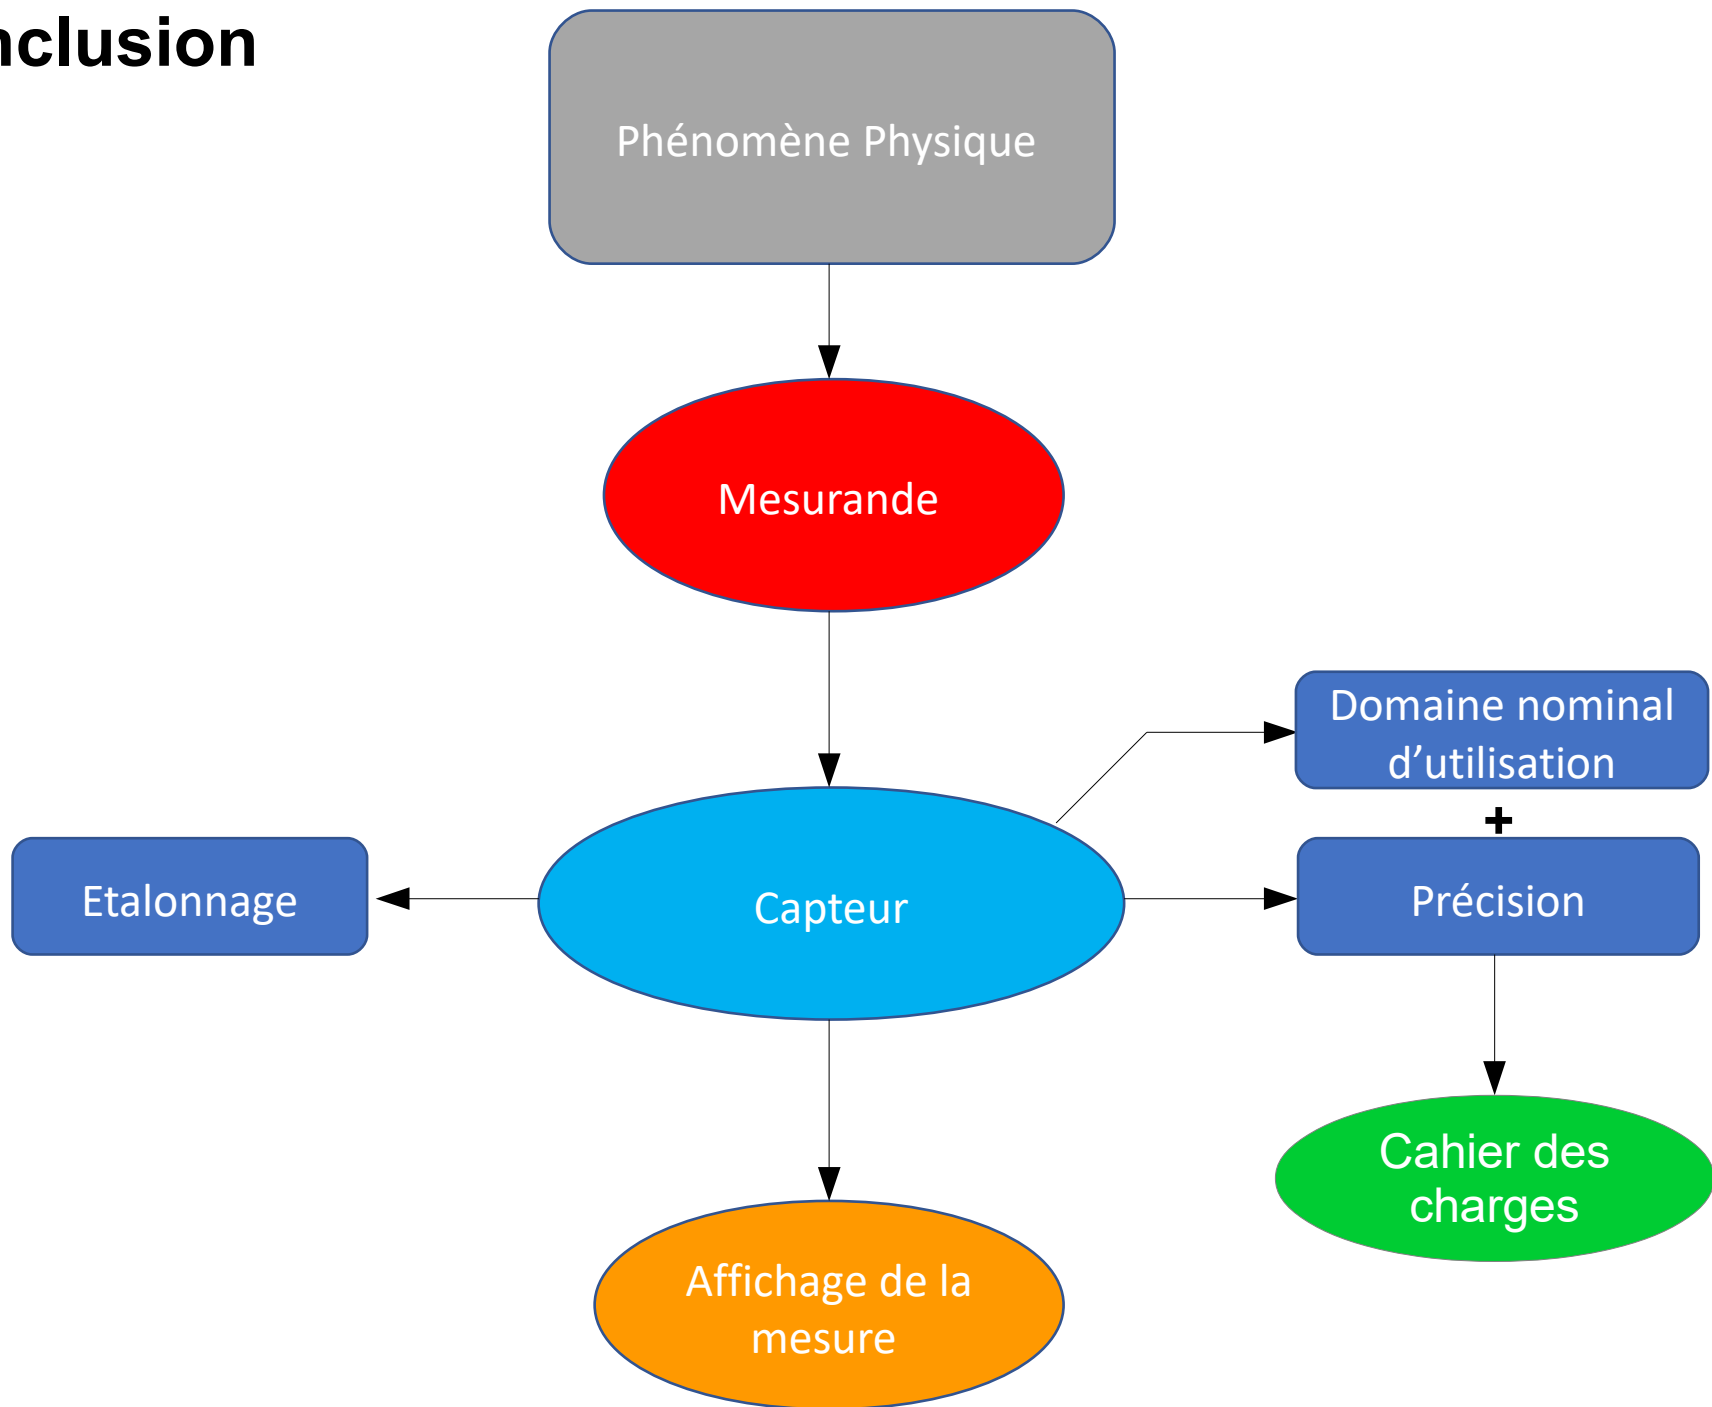 nclusion
Phénomène Physique
Mesurande
Domaine nominal
d’utilisation
+
Etalonnage
Capteur
Précision
Cahier des
charges
Affichage de la
mesure